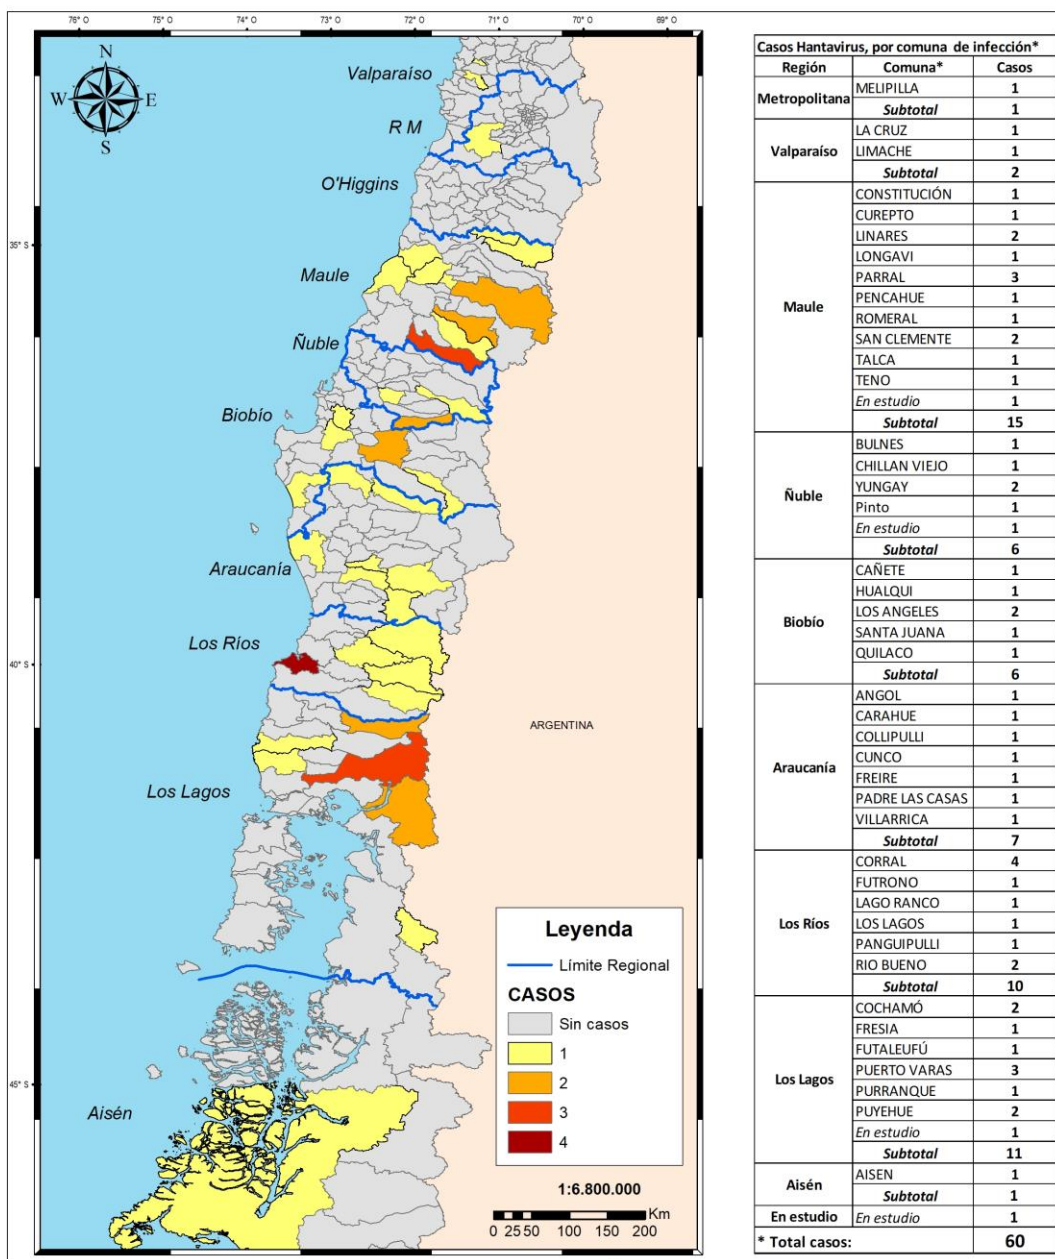 76° O 75° O 74° O 73° O 72° O 71° O 70° O 69° O
N
W E
S
Valparaíso
R M
O'Higgins
35° S
Maule
Ñuble
Biobío
Araucanía
Los Ríos
40° S
ARGENTINA
Los Lagos
45° S
Aisén
Leyenda
Límite Regional
CASOS
Sin casos
1
2
3
4
1:6.800.000
Km
0 25 50 100 150 200
Casos Hantavirus, por comuna de infección*
Región Comuna* Casos
Metropolitana
MELIPILLA 1
Subtotal 1
Valparaíso
LA CRUZ 1
LIMACHE 1
Subtotal 2
Maule
CONSTITUCIÓN 1
CUREPTO 1
LINARES 2
LONGAVI 1
PARRAL 3
PENCAHUE 1
ROMERAL 1
SAN CLEMENTE 2
TALCA 1
TENO 1
En estudio 1
Subtotal 15
Ñuble
BULNES 1
CHILLAN VIEJO 1
YUNGAY 2
Pinto 1
En estudio 1
Subtotal 6
Biobío
CAÑETE 1
HUALQUI 1
LOS ANGELES 2
SANTA JUANA 1
QUILACO 1
Subtotal 6
Araucanía
ANGOL 1
CARAHUE 1
COLLIPULLI 1
CUNCO 1
FREIRE 1
PADRE LAS CASAS 1
VILLARRICA 1
Subtotal 7
Los Ríos
CORRAL 4
FUTRONO 1
LAGO RANCO 1
LOS LAGOS 1
PANGUIPULLI 1
RIO BUENO 2
Subtotal 10
Los Lagos
COCHAMÓ 2
FRESIA 1
FUTALEUFÚ 1
PUERTO VARAS 3
PURRANQUE 1
PUYEHUE 2
En estudio 1
Subtotal 11
Aisén
AISEN 1
Subtotal 1
En estudio En estudio 1
* Total casos: 60